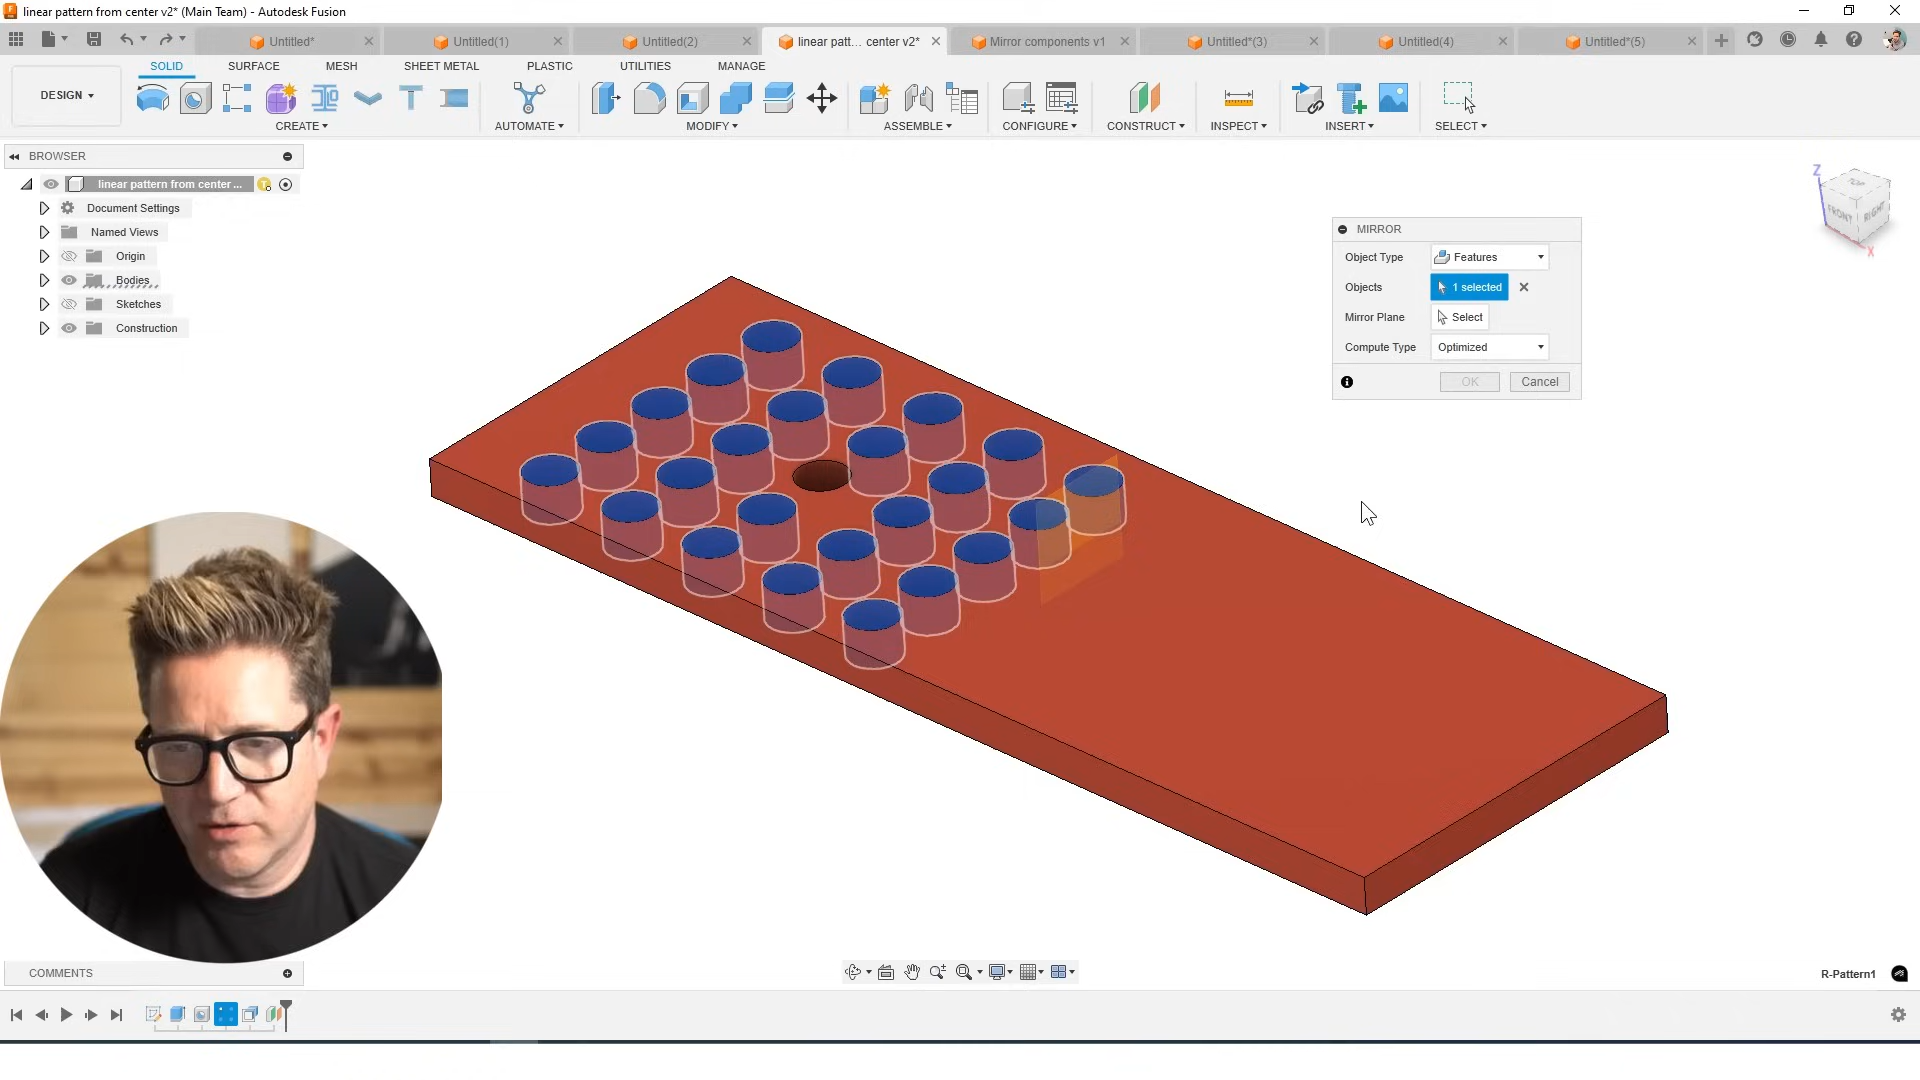 linear pattern from center v2* (Main Team) - Autodesk Fusion
Untitled*
Untitled(1)
Untitled(2)
linear patt... center v2*
Mirror components v1
Untitled*(3)
Untitled(4)
Untitled*(5)
SOLID
SURFACE
MESH
SHEET METAL
PLASTIC
UTILITIES
MANAGE
DESIGN
CREATE
AUTOMATE
MODIFY
ASSEMBLE
CONFIGURE
CONSTRUCT
INSPECT
INSERT
SELECT
BROWSER
linear pattern from center ...
Document Settings
Named Views
Origin
Bodies
Sketches
Construction
Z
TOP
FRONT
RIGHT
X
MIRROR
Object Type
Features
Objects
1 selected
Mirror Plane
Select
Compute Type
Optimized
OK
Cancel
COMMENTS
R-Pattern1